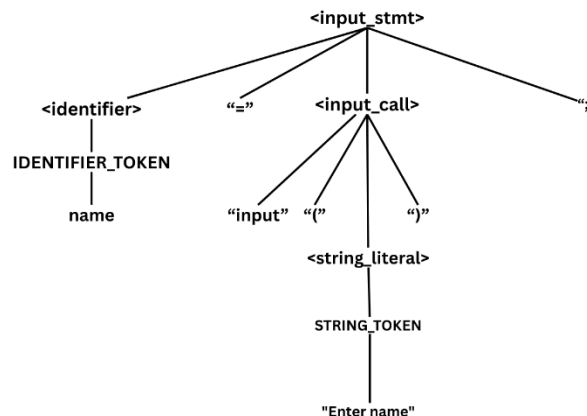 <input_stmt>
<identifier> “=” <input_call> “;
IDENTIFIER_TOKEN
name “input” “(” “)”
<string_literal>
STRING_TOKEN
"Enter name"